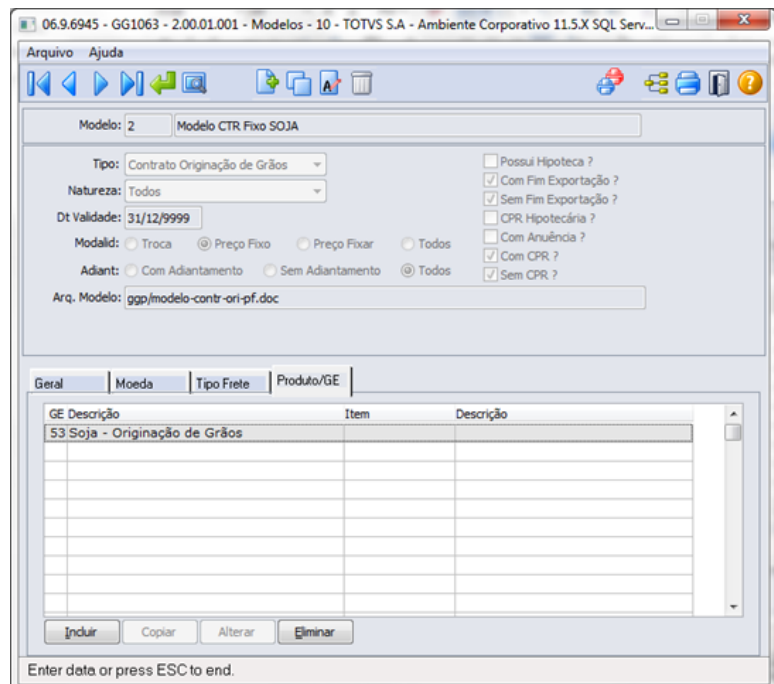 06.9.6945 - GG1063 - 2.00.01.001 - Modelos - 10 - TOTVS S.A - Ambiente Corporativo 11.5.X SQL Serv...
Arquivo Ajuda
Modelo: 2 Modelo CTR Fixo SOJA
Tipo: Contrato Originação de Grãos
Possui Hipoteca ?
Com Fim Exportação ?
Natureza: Todos
Sem Fim Exportação ?
Dt Validade: 31/12/9999
CPR Hipotecária ?
Modalid: Troca Preço Fixo Preço Fixar Todos
Com Anuência ?
Com CPR ?
Adiant: Com Adiantamento Sem Adiantamento Todos
Sem CPR ?
Arq. Modelo: ggp/modelo-contr-ori-pf.doc
Geral Moeda Tipo Frete Produto/GE
GE Descrição Item Descrição
53 Soja - Originação de Grãos
Incluir Copiar Alterar Eliminar
Enter data or press ESC to end.